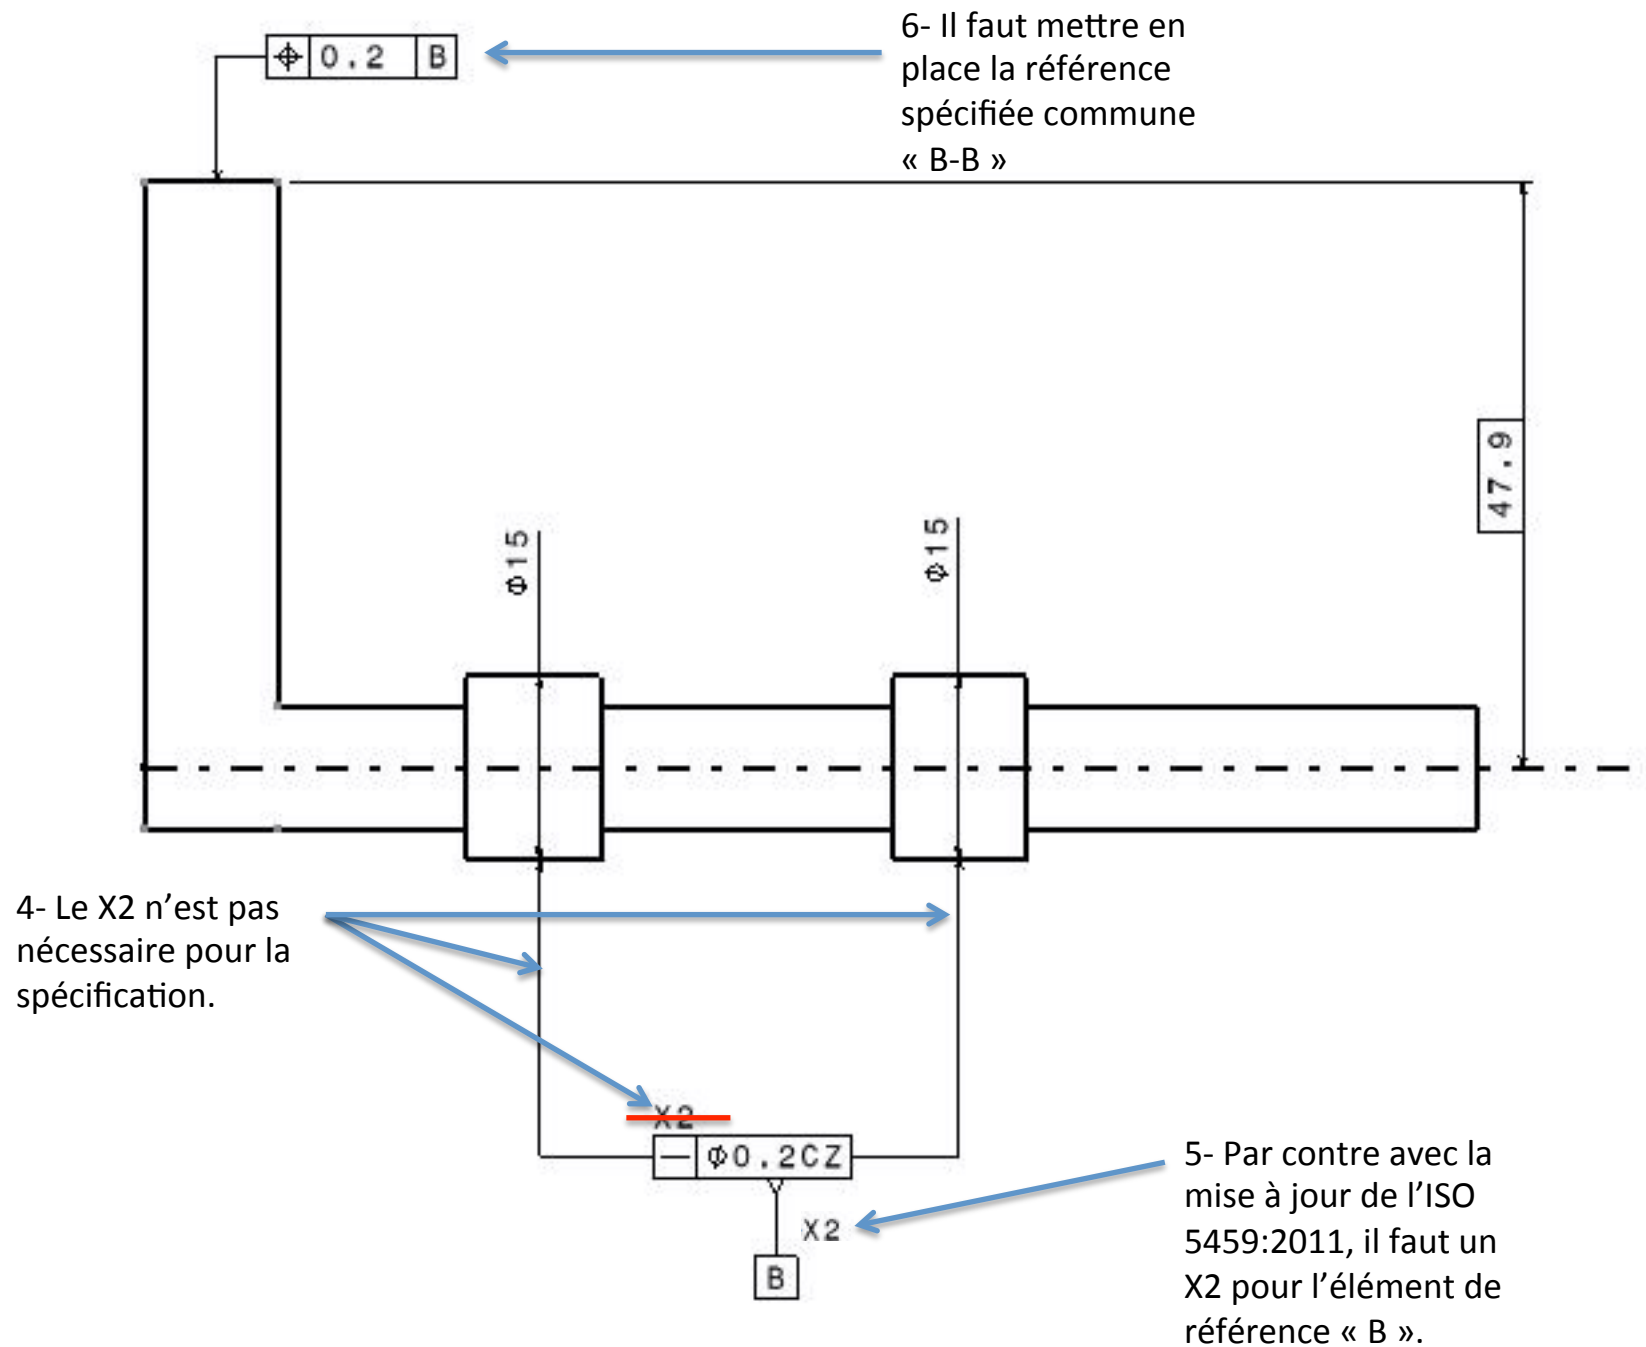 6- Il faut mettre en
place la référence
spécifiée commune
« B-B »
⌖ 0.2 B
47.9
Φ15
Φ15
4- Le X2 n’est pas
nécessaire pour la
spécification.
X2
— Φ0.2CZ
X2
B
5- Par contre avec la
mise à jour de l’ISO
5459:2011, il faut un
X2 pour l’élément de
référence « B ».